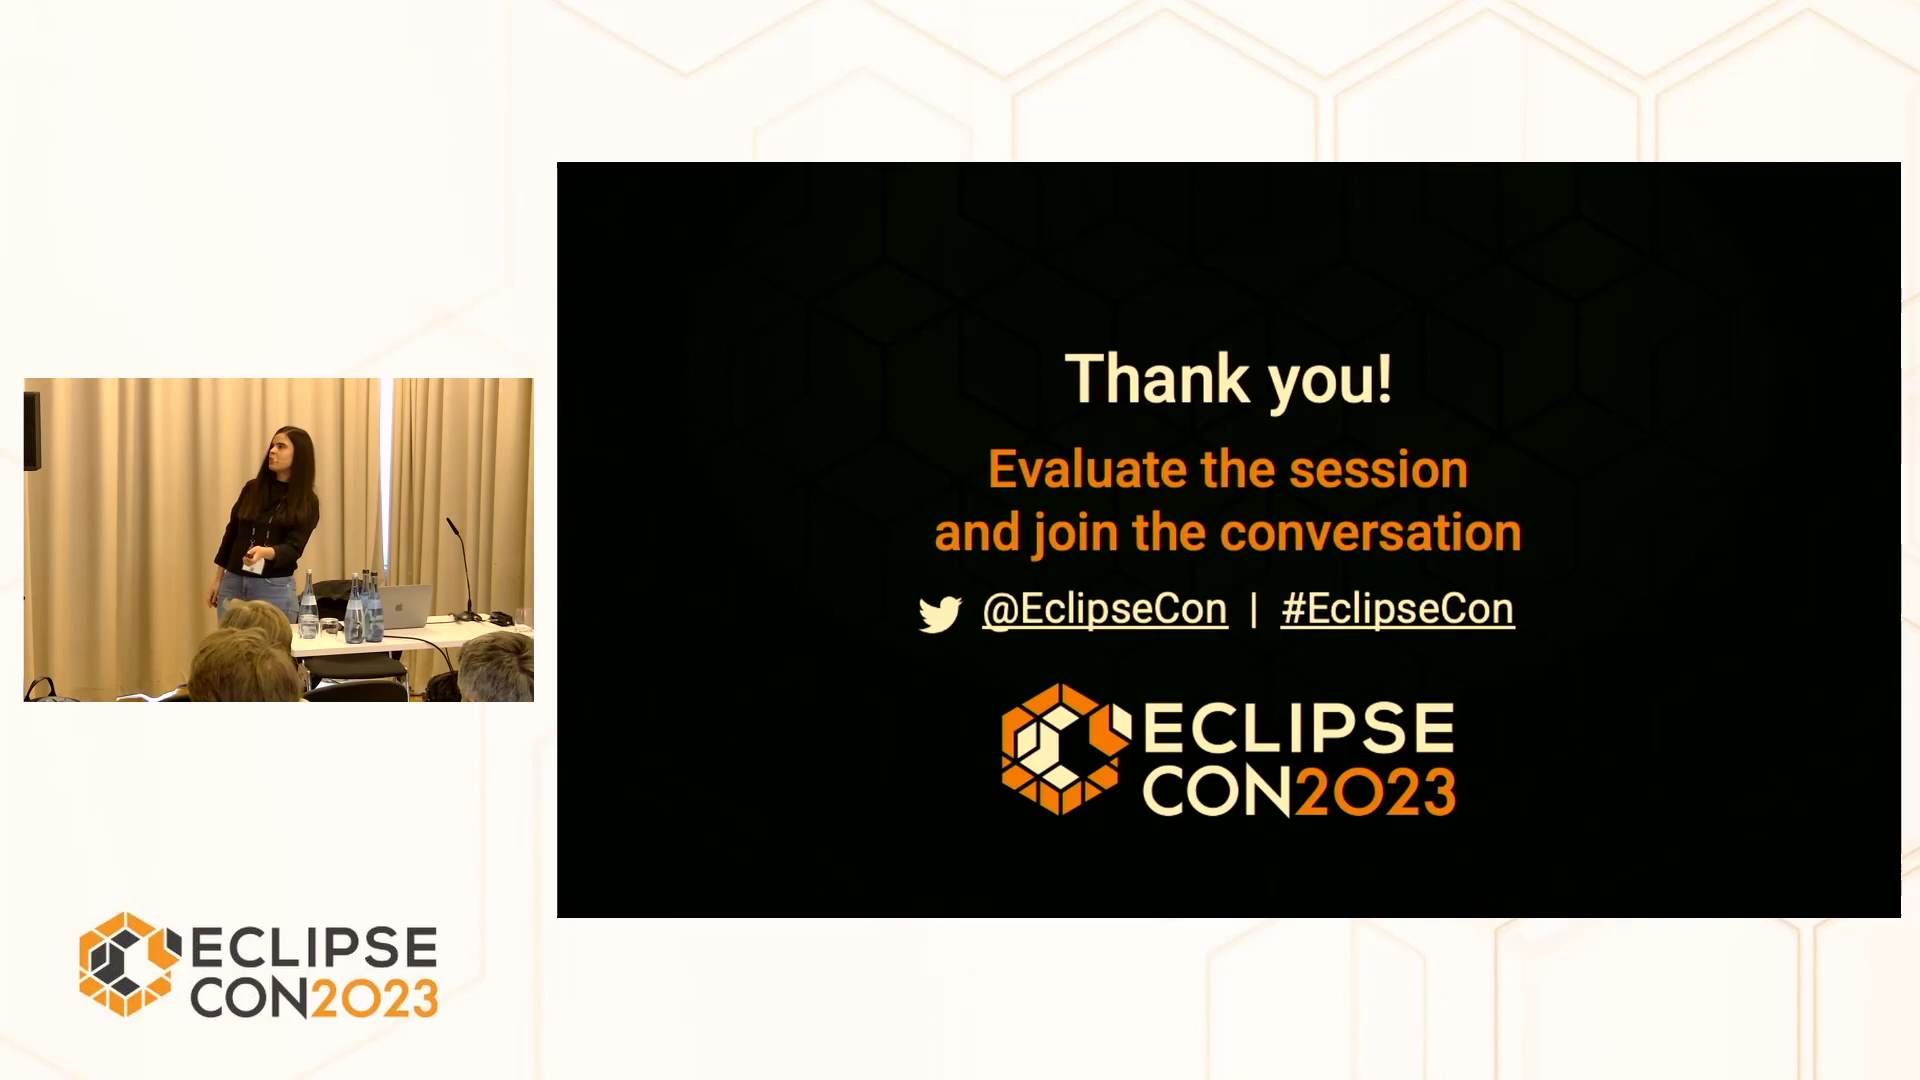 Thank you!
Evaluate the session
and join the conversation
@EclipseCon | #EclipseCon
ECLIPSE
CON2023
ECLIPSE
CON2023